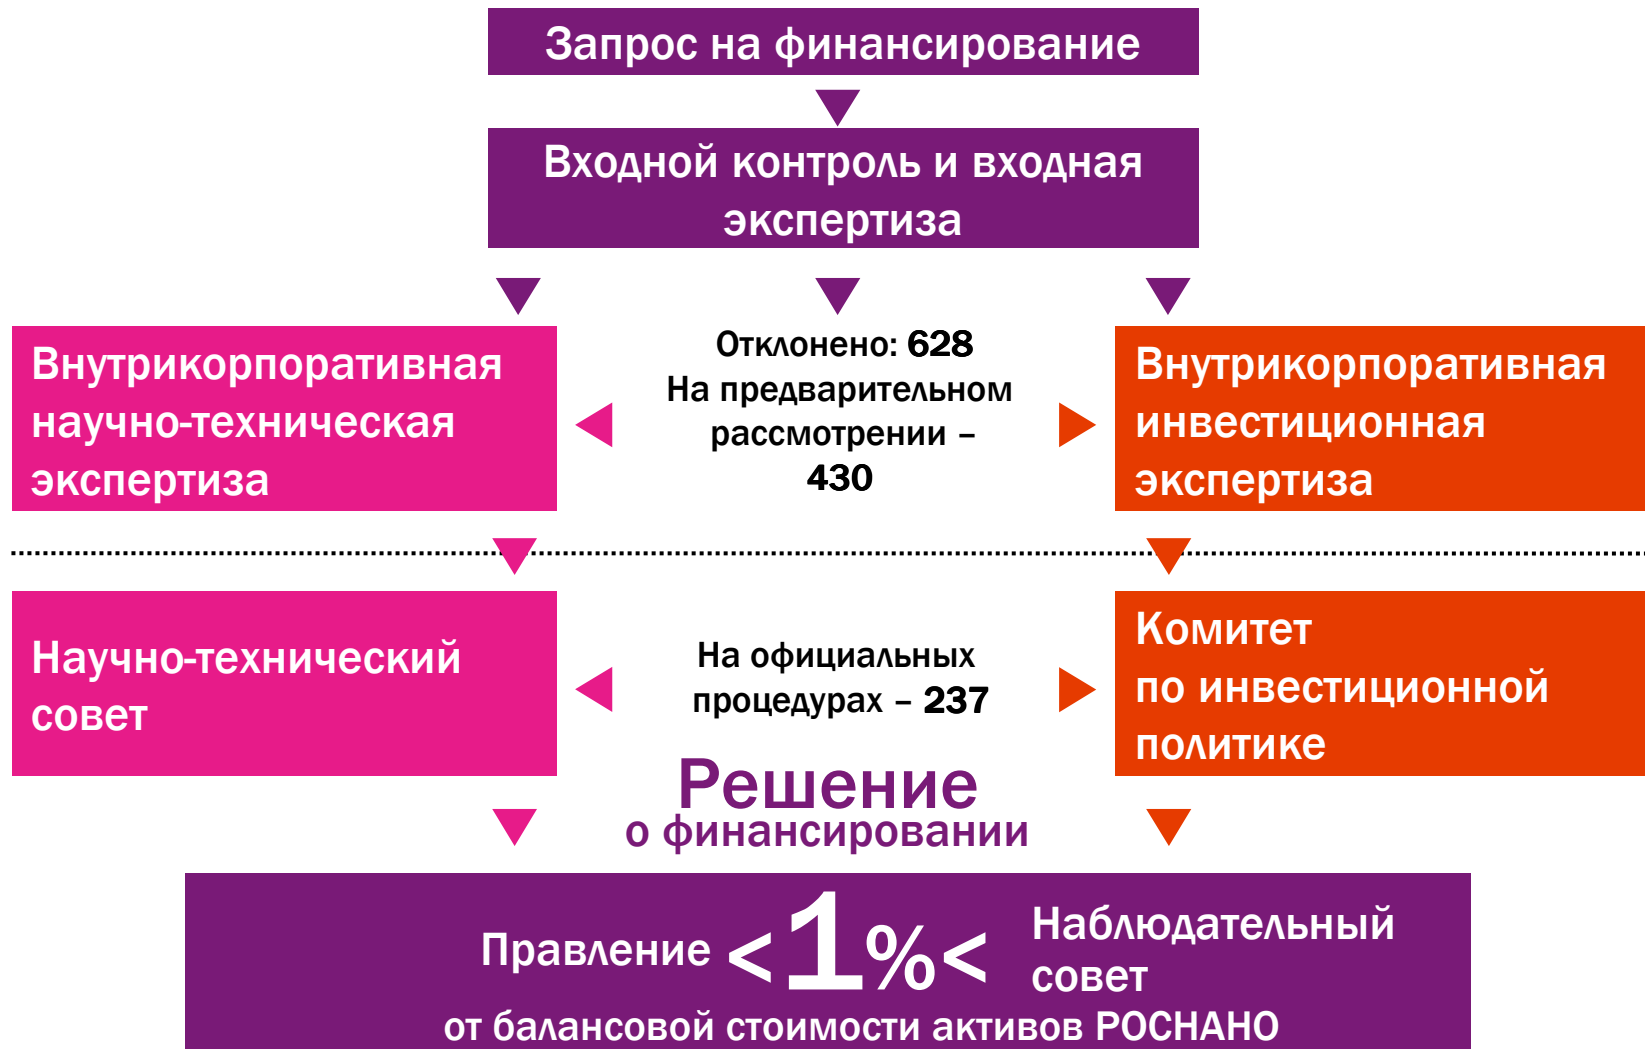 Запрос на финансирование
Входной контроль и входная
экспертиза
Внутрикорпоративная
научно-техническая
экспертиза
Отклонено: 628
На предварительном
рассмотрении –
430
Внутрикорпоративная
инвестиционная
экспертиза
Научно-технический
совет
На официальных
процедурах – 237
Комитет
по инвестиционной
политике
Решение
о финансировании
Правление <1%< Наблюдательный
совет
от балансовой стоимости активов РОСНАНО